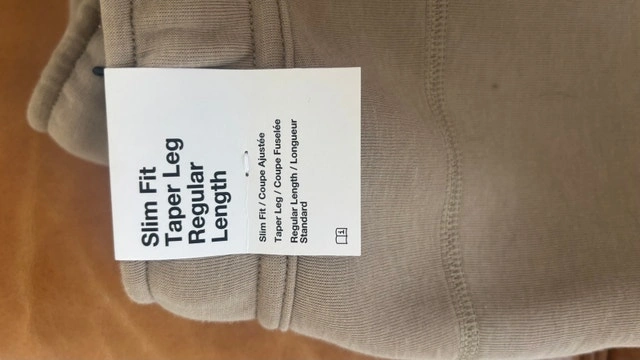 Slim Fit
Taper Leg
Regular
Length
Slim Fit / Coupe Ajustée
Taper Leg / Coupe Fuselée
Regular Length / Longueur
Standard